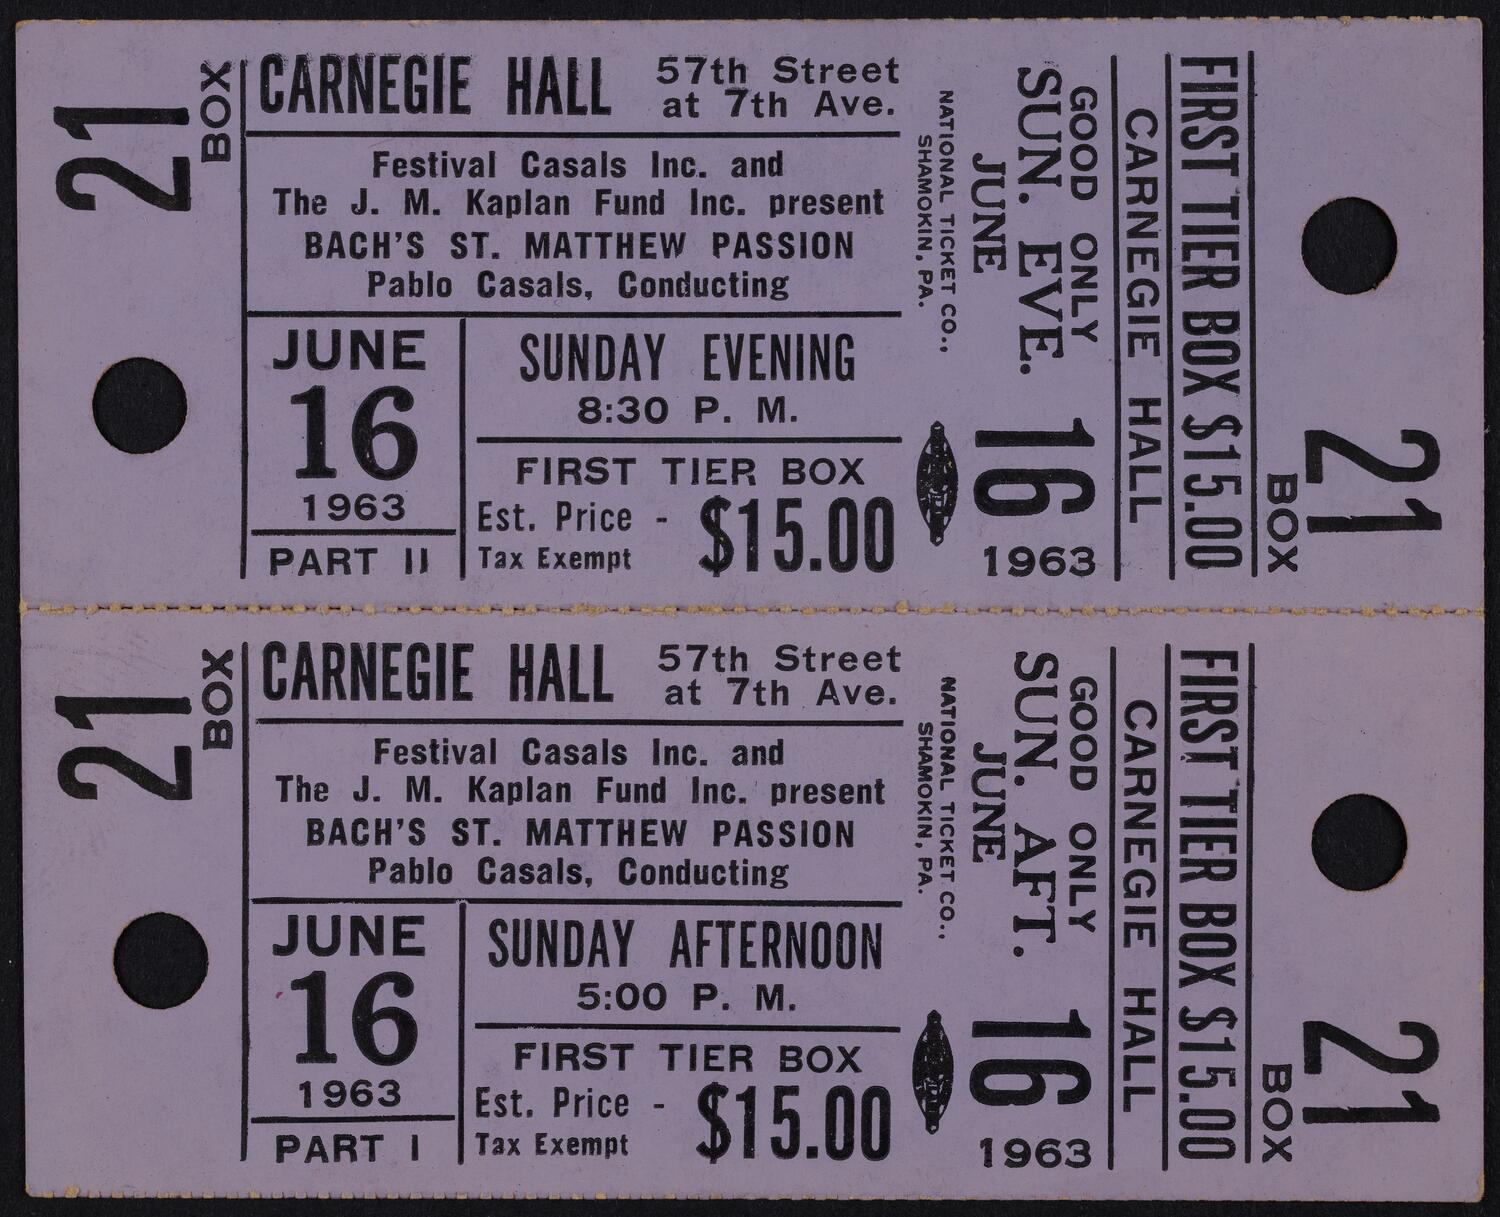 21
BOX
CARNEGIE HALL
57th Street
at 7th Ave.
Festival Casals Inc. and
The J. M. Kaplan Fund Inc. present
BACH'S ST. MATTHEW PASSION
Pablo Casals, Conducting
JUNE
16
1963
PART II
SUNDAY EVENING
8:30 P. M.
FIRST TIER BOX
Est. Price - $15.00
Tax Exempt
NATIONAL TICKET CO.,
SHAMOKIN, PA.
GOOD ONLY
SUN. EVE.
JUNE 16
1963
CARNEGIE HALL
FIRST TIER BOX $15.00
BOX
21
21
BOX
CARNEGIE HALL
57th Street
at 7th Ave.
Festival Casals Inc. and
The J. M. Kaplan Fund Inc. present
BACH'S ST. MATTHEW PASSION
Pablo Casals, Conducting
JUNE
16
1963
PART I
SUNDAY AFTERNOON
5:00 P. M.
FIRST TIER BOX
Est. Price - $15.00
Tax Exempt
NATIONAL TICKET CO.,
SHAMOKIN, PA.
GOOD ONLY
SUN. AFT.
JUNE 16
1963
CARNEGIE HALL
FIRST TIER BOX $15.00
BOX
21